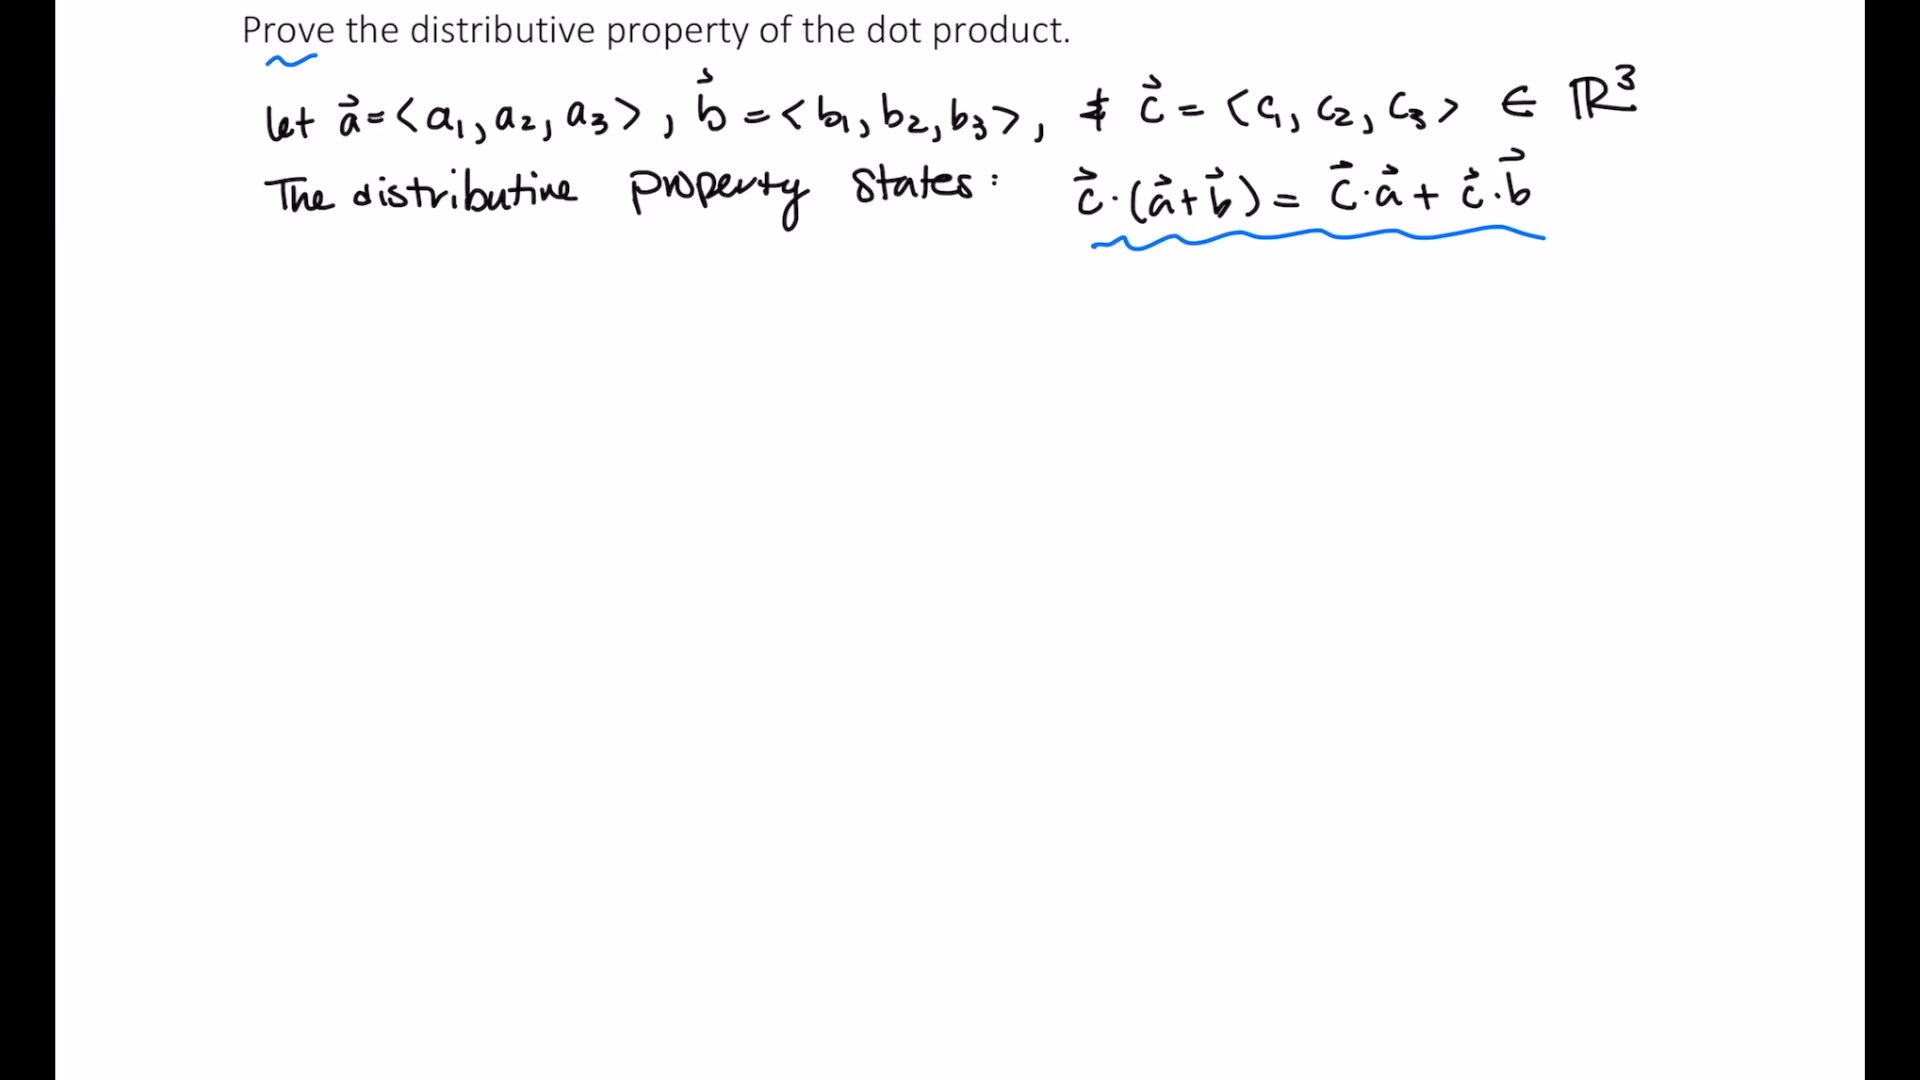 Prove the distributive property of the dot product.
let a⃗ = <a₁, a₂, a₃>, b⃗ = <b₁, b₂, b₃>, & c⃗ = <c₁, c₂, c₃> ∈ ℝ³
The distributive property states: c⃗·(a⃗+b⃗) = c⃗·a⃗ + c⃗·b⃗